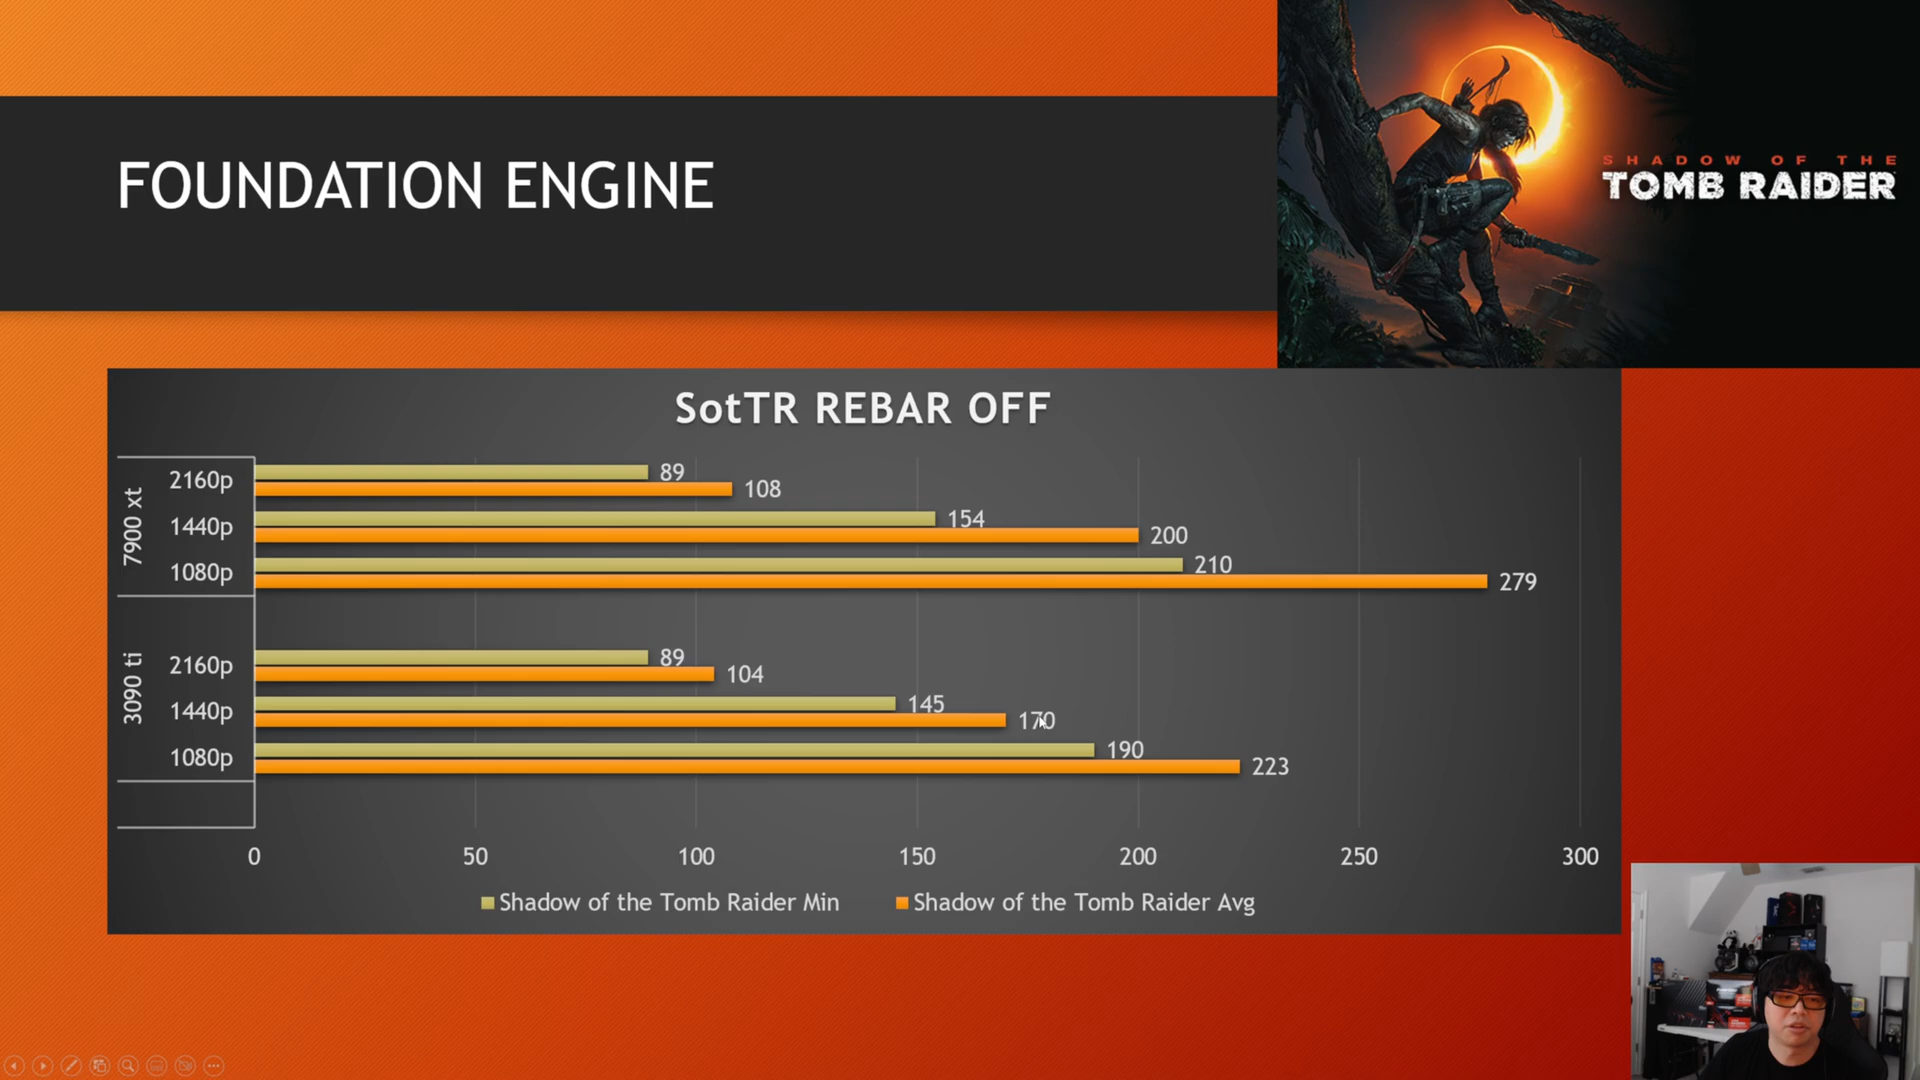 FOUNDATION ENGINE
SHADOW OF THE
TOMB RAIDER
SotTR REBAR OFF
7900 xt
2160p 89
108
1440p 154
200
1080p 210
279
3090 ti
2160p 89
104
1440p 145
170
1080p 190
223
0 50 100 150 200 250 300
Shadow of the Tomb Raider Min Shadow of the Tomb Raider Avg